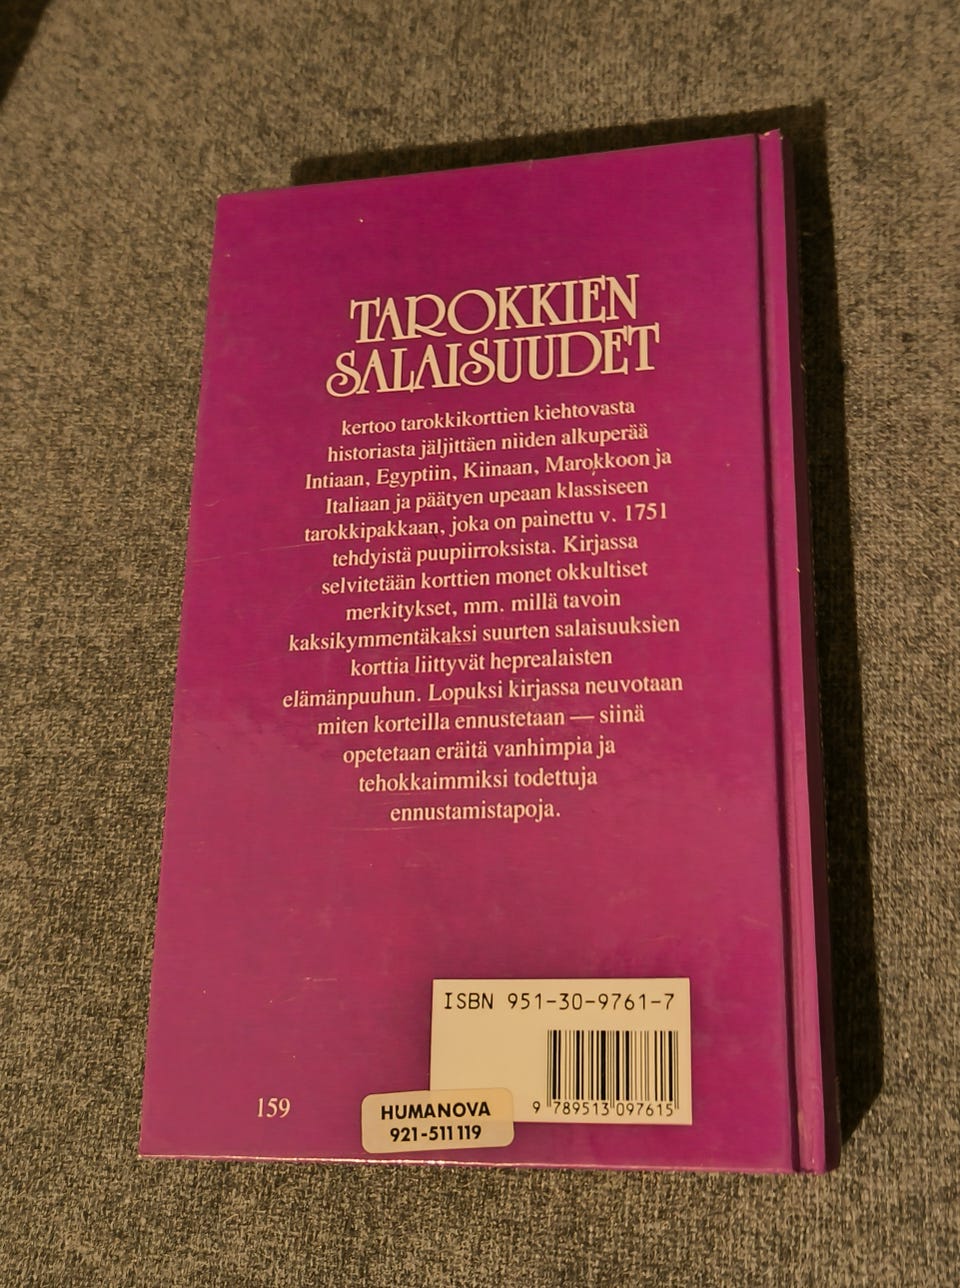 TAROKKIEN
SALAISUUDET
kertoo tarokkikorttien kiehtovasta
historiasta jäljittäen niiden alkuperää
Intiaan, Egyptiin, Kiinaan, Marokkoon ja
Italiaan ja päätyen upeaan klassiseen
tarokkipakkaan, joka on painettu v. 1751
tehdyistä puupiirroksista. Kirjassa
selvitetään korttien monet okkultiset
merkitykset, mm. millä tavoin
kaksikymmentäkaksi suurten salaisuuksien
korttia liittyvät heprealaisten
elämänpuuhun. Lopuksi kirjassa neuvotaan
miten korteilla ennustetaan — siinä
opetetaan eräitä vanhimpia ja
tehokkaimmiksi todettuja
ennustamistapoja.
ISBN 951-30-9761-7
9 789513 097615
159
HUMANOVA
921-511 119